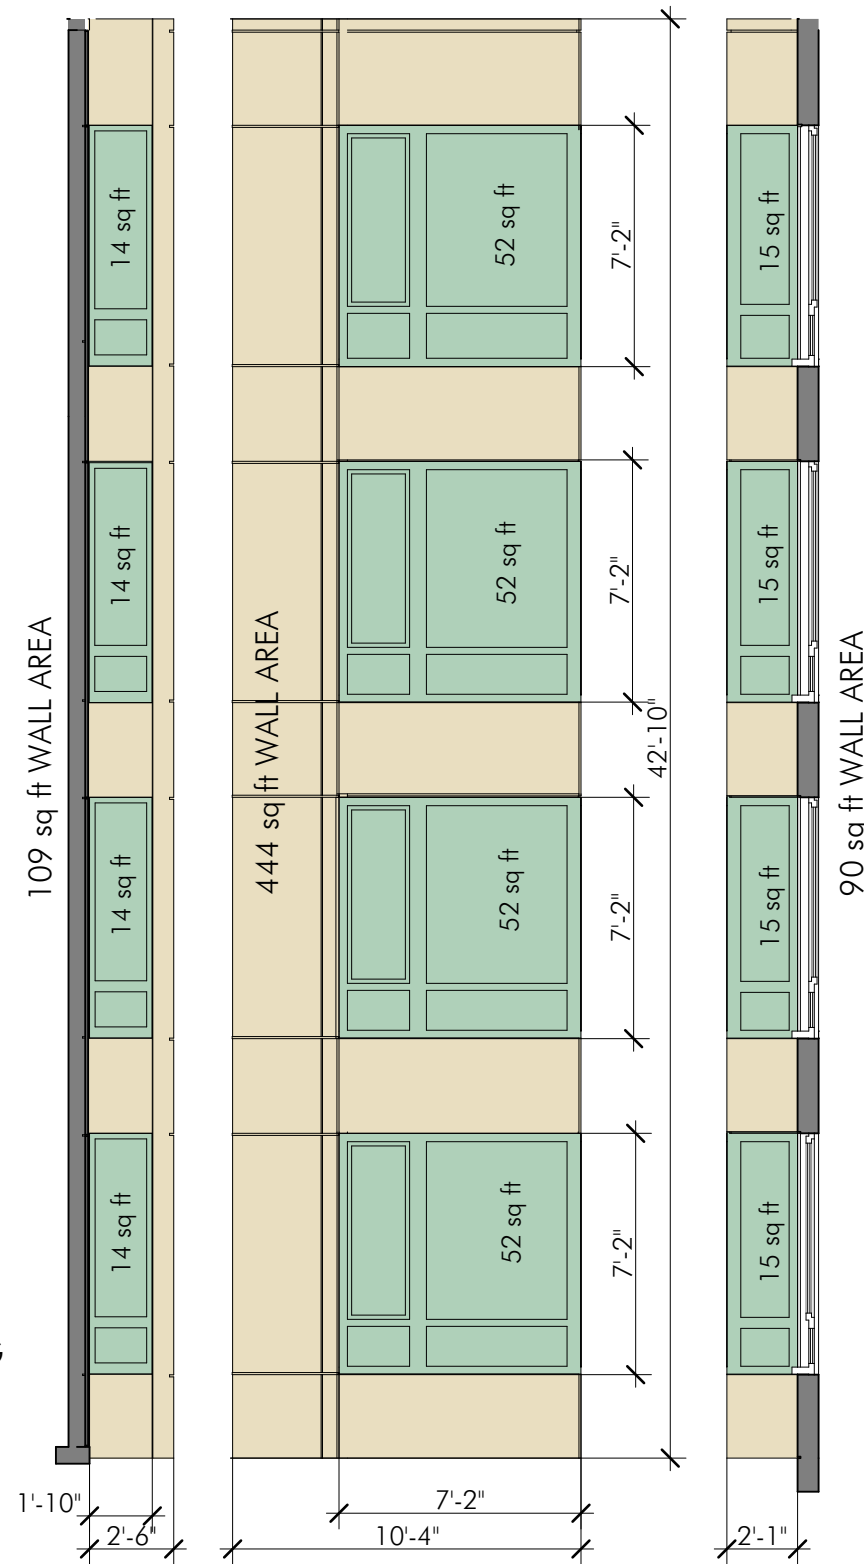 14 sq ft
52 sq ft
7'-2"
15 sq ft
14 sq ft
52 sq ft
7'-2"
15 sq ft
109 sq ft WALL AREA
444 sq ft WALL AREA
42'-10"
90 sq ft WALL AREA
14 sq ft
52 sq ft
7'-2"
15 sq ft
14 sq ft
52 sq ft
7'-2"
15 sq ft
1'-10"
7'-2"
2'-6"
10'-4"
2'-1"